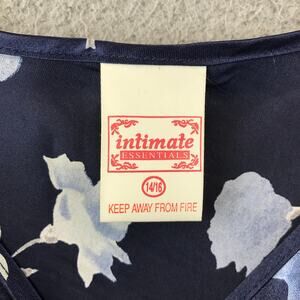 intimate
ESSENTIALS
14/16
KEEP AWAY FROM FIRE